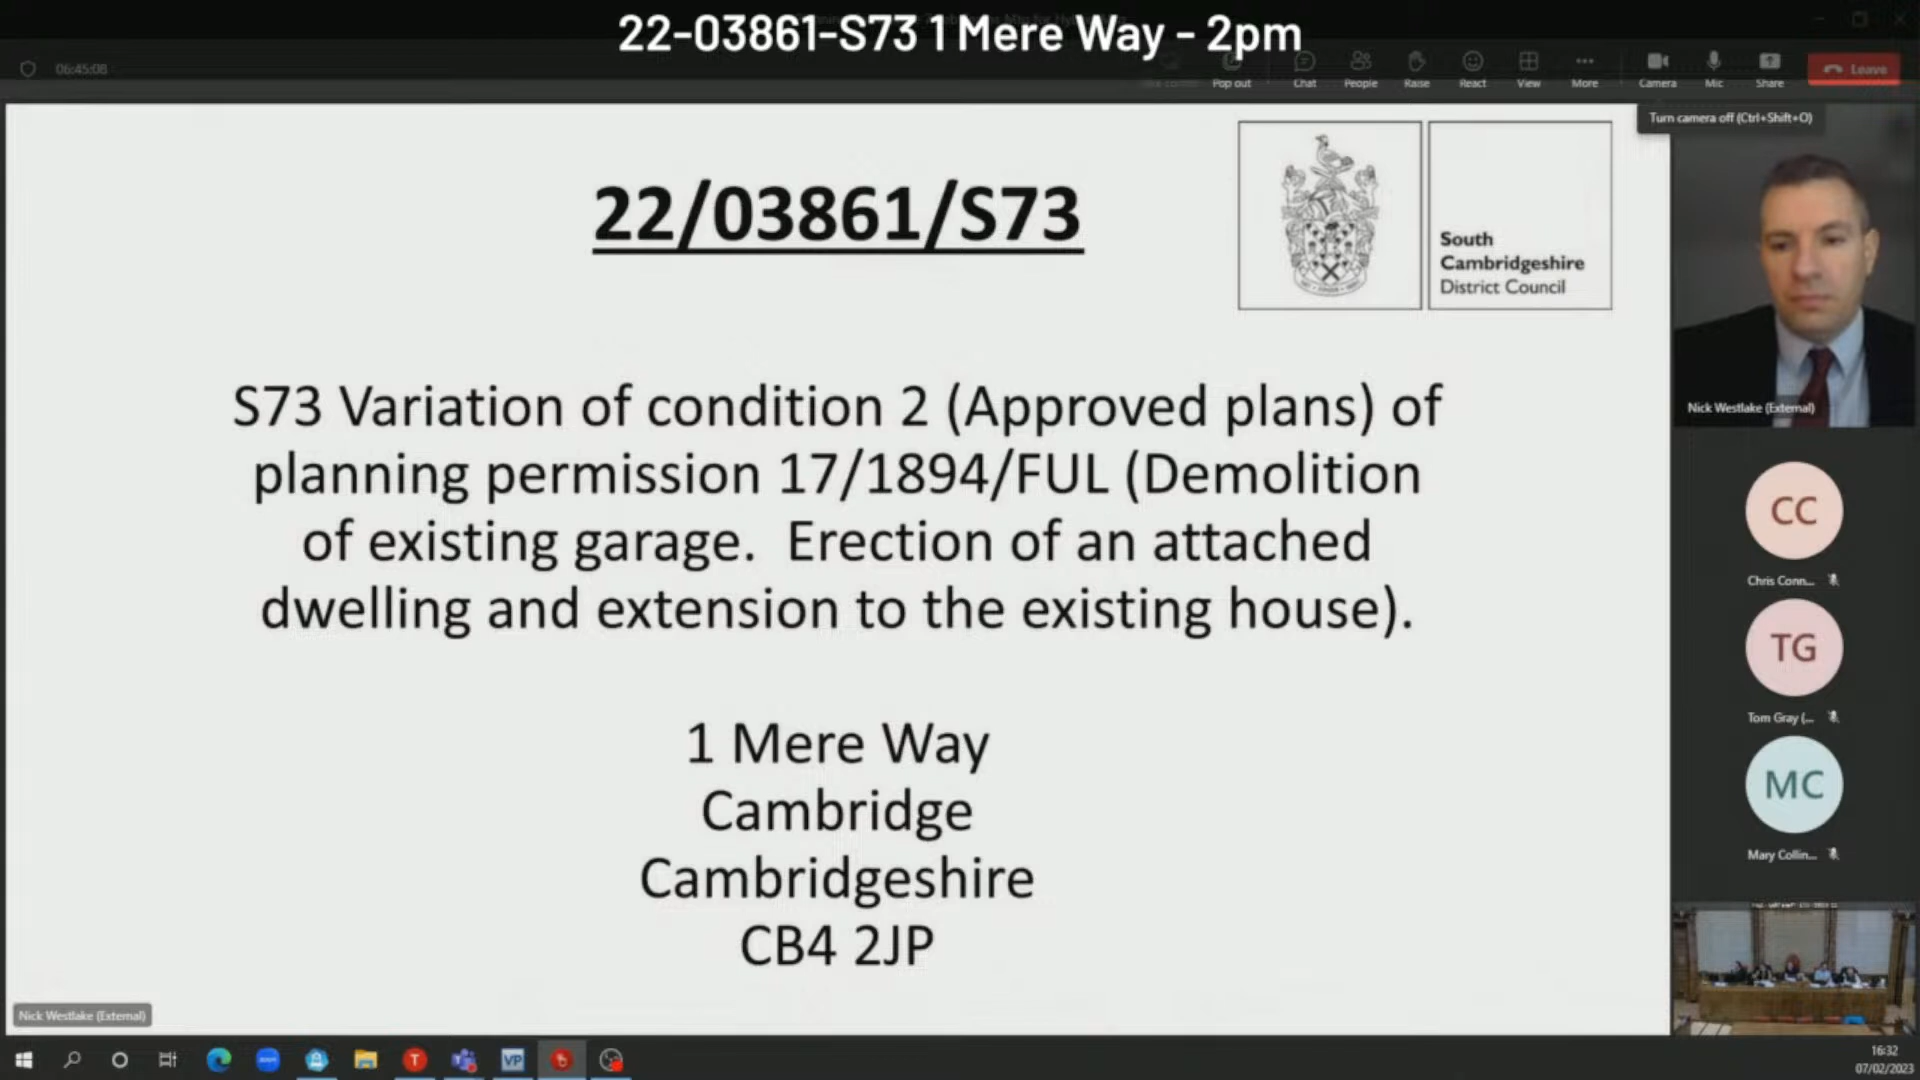 22-03861-S73 1 Mere Way - 2pm
06:45:08
Pop out
Chat
People
Raise
React
View
More
Camera
Mic
Share
Leave
Turn camera off (Ctrl+Shift+O)
22/03861/S73
South
Cambridgeshire
District Council
S73 Variation of condition 2 (Approved plans) of
planning permission 17/1894/FUL (Demolition
of existing garage. Erection of an attached
dwelling and extension to the existing house).
1 Mere Way
Cambridge
Cambridgeshire
CB4 2JP
Nick Westlake (External)
CC
Chris Conn...
TG
Tom Gray (...
MC
Mary Collin...
Nick Westlake (External)
T
VP
16:32
07/02/2023